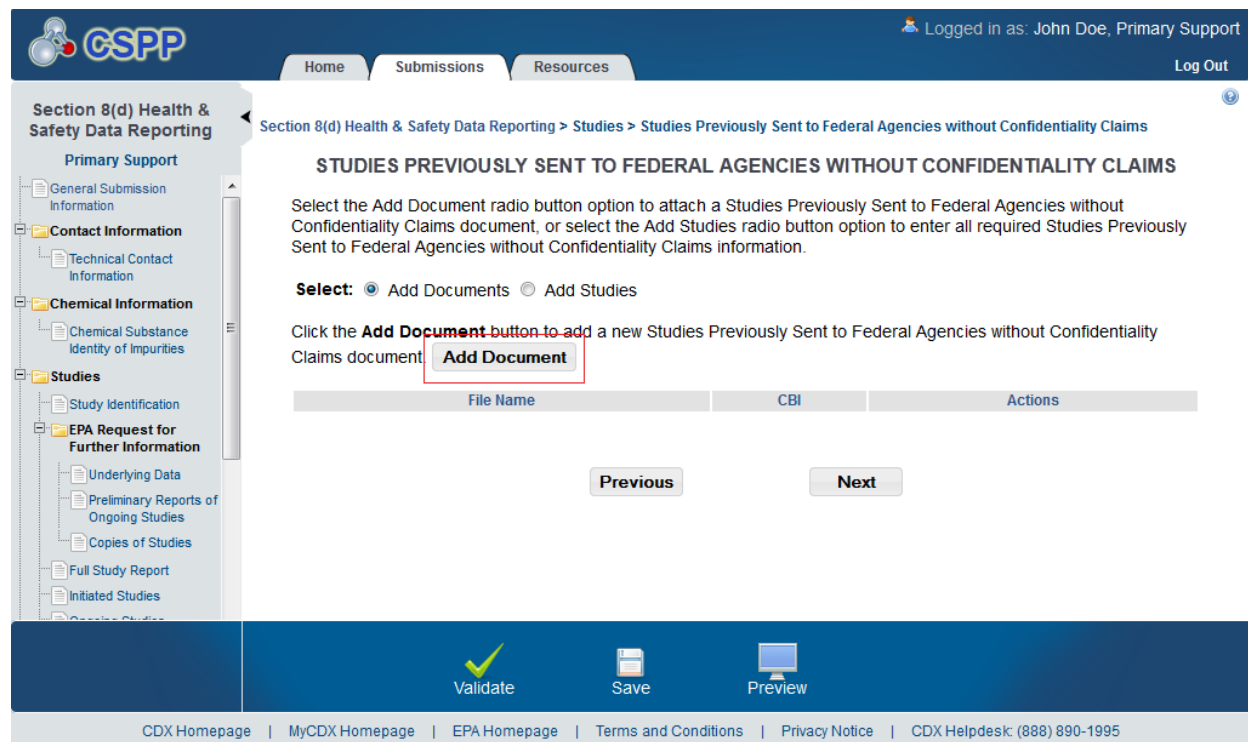 CSPP
Logged in as: John Doe, Primary Support
Home Submissions Resources
Log Out
Section 8(d) Health &
Safety Data Reporting
Primary Support
General Submission
Information
Contact Information
Technical Contact
Information
Chemical Information
Chemical Substance
Identity of Impurities
Studies
Study Identification
EPA Request for
Further Information
Underlying Data
Preliminary Reports of
Ongoing Studies
Copies of Studies
Full Study Report
Initiated Studies
Ongoing Studies
Section 8(d) Health & Safety Data Reporting > Studies > Studies Previously Sent to Federal Agencies without Confidentiality Claims
STUDIES PREVIOUSLY SENT TO FEDERAL AGENCIES WITHOUT CONFIDENTIALITY CLAIMS
Select the Add Document radio button option to attach a Studies Previously Sent to Federal Agencies without
Confidentiality Claims document, or select the Add Studies radio button option to enter all required Studies Previously
Sent to Federal Agencies without Confidentiality Claims information.
Select: Add Documents Add Studies
Click the Add Document button to add a new Studies Previously Sent to Federal Agencies without Confidentiality
Claims document. Add Document
File Name CBI Actions
Previous Next
Validate Save Preview
CDX Homepage | MyCDX Homepage | EPA Homepage | Terms and Conditions | Privacy Notice | CDX Helpdesk: (888) 890-1995